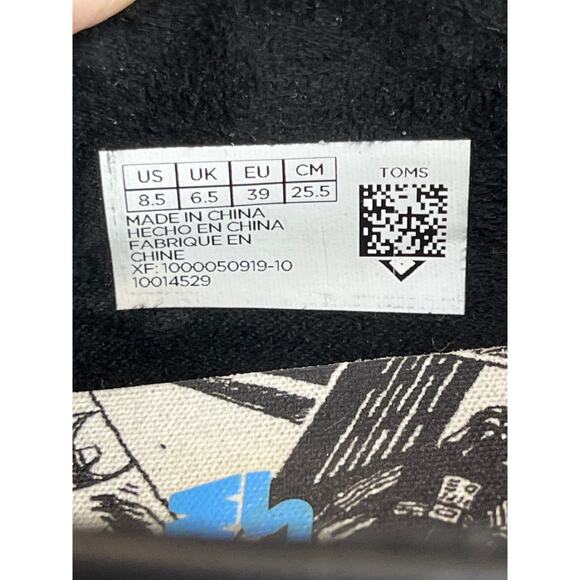 US UK EU CM
8.5 6.5 39 25.5
MADE IN CHINA
HECHO EN CHINA
FABRIQUE EN
CHINE
XF: 1000050919-10
10014529
TOMS